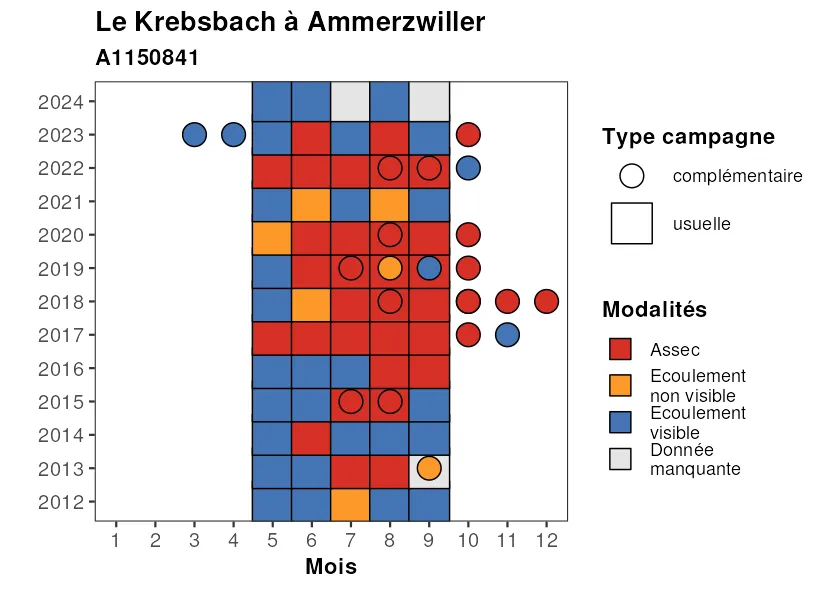 Le Krebsbach à Ammerzwiller
A1150841
2024
2023
2022
2021
2020
2019
2018
2017
2016
2015
2014
2013
2012
1 2 3 4 5 6 7 8 9 10 11 12
Mois
Type campagne
complémentaire
usuelle
Modalités
Assec
Ecoulement
non visible
Ecoulement
visible
Donnée
manquante